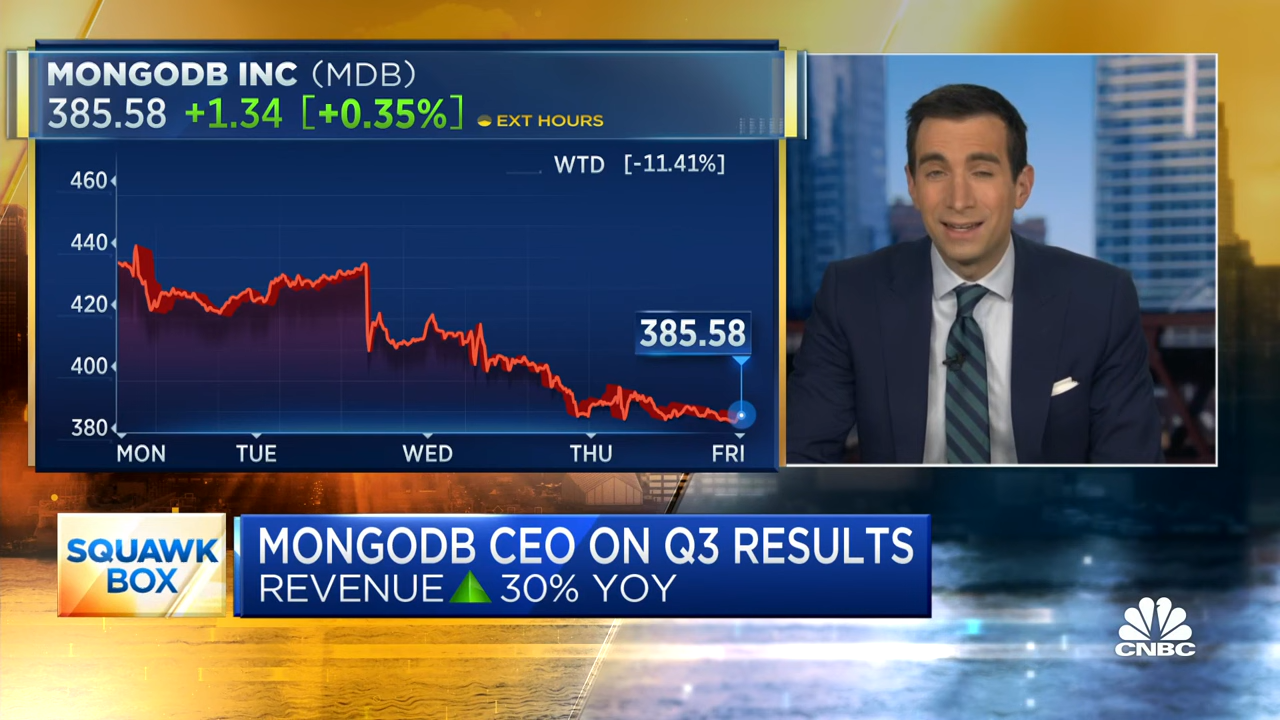 MONGODB INC (MDB)
385.58 +1.34 [+0.35%] EXT HOURS
WTD [-11.41%]
460
440
420
400
380
385.58
MON TUE WED THU FRI
SQUAWK
BOX
MONGODB CEO ON Q3 RESULTS
REVENUE ▲ 30% YOY
CNBC